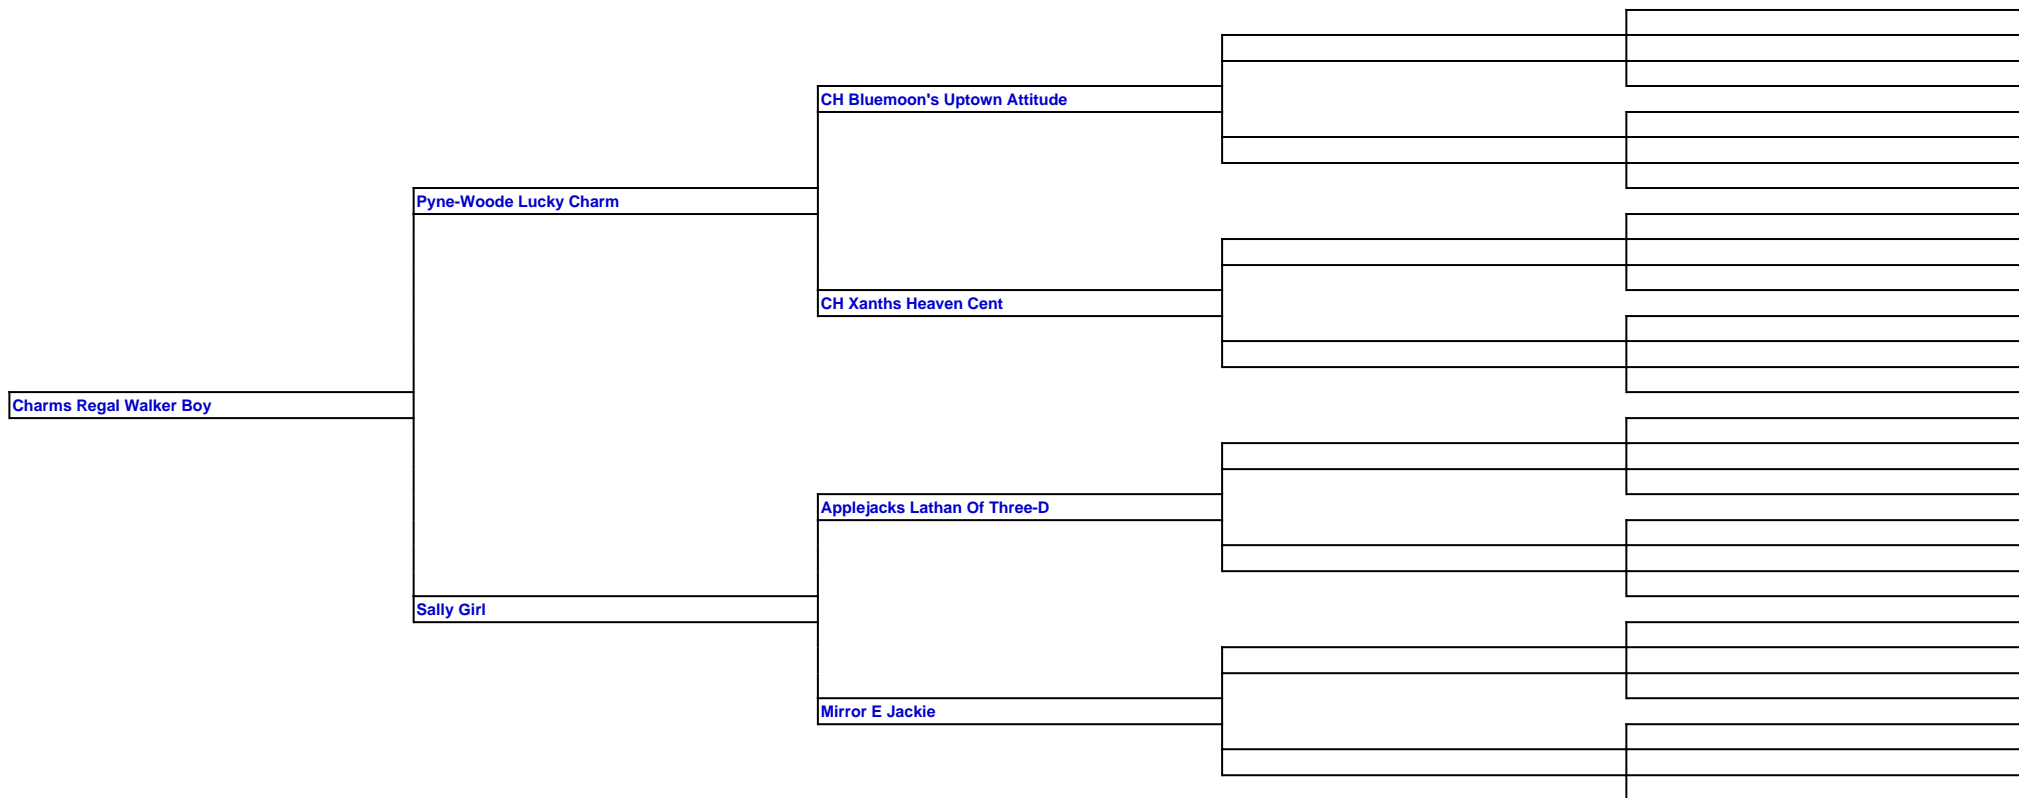 CH Bluemoon's Uptown Attitude
Pyne-Woode Lucky Charm
CH Xanths Heaven Cent
Charms Regal Walker Boy
Applejacks Lathan Of Three-D
Sally Girl
Mirror E Jackie